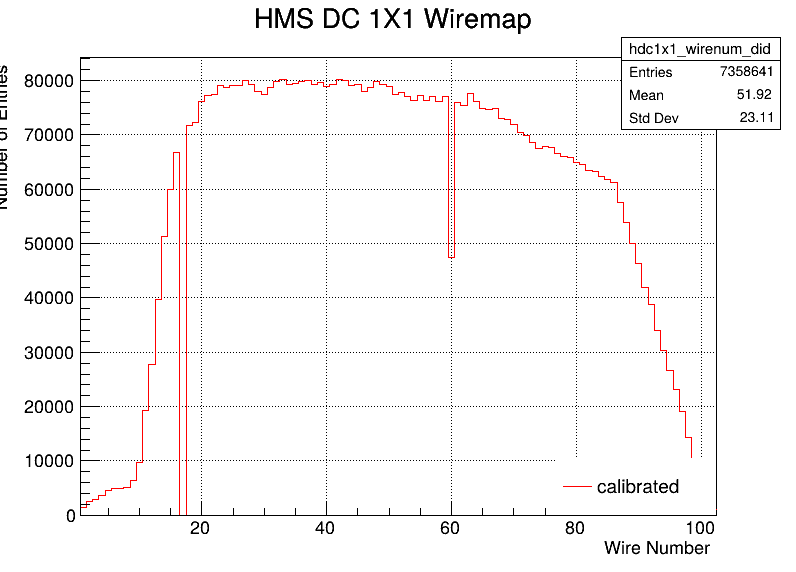 HMS DC 1X1 Wiremap
hdc1x1_wirenum_did
Entries 7358641
Mean 51.92
Std Dev 23.11
Number of Entries
80000
70000
60000
50000
40000
30000
20000
10000
0
20 40 60 80 100
Wire Number
calibrated